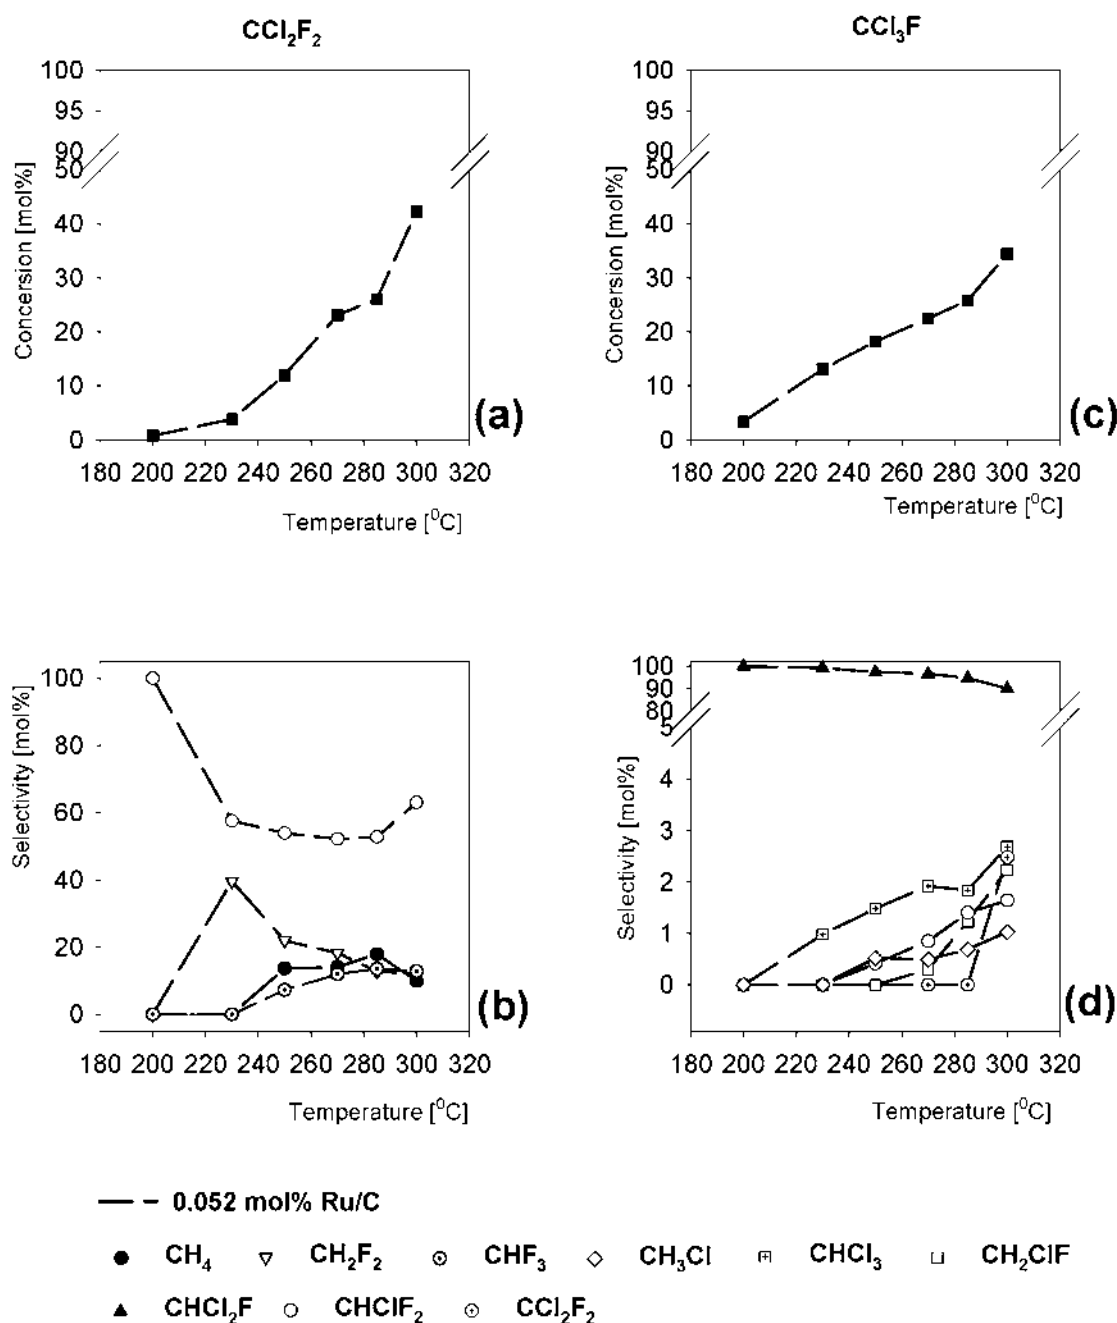 CCl₂F₂
CCl₃F
100
95
90
50
40
30
20
10
0
Concersion [mol%]
180 200 220 240 260 280 300 320
Temperature [⁰C]
(a)
100
95
90
50
40
30
20
10
0
Concersion [mol%]
180 200 220 240 260 280 300 320
Temperature [⁰C]
(c)
100
80
60
40
20
0
Selectivity [mol%]
180 200 220 240 260 280 300 320
Temperature [⁰C]
(b)
100
90
80
5
4
3
2
1
0
Selectivity [mol%]
180 200 220 240 260 280 300 320
Temperature [⁰C]
(d)
0.052 mol% Ru/C
CH₄ CH₂F₂ CHF₃ CH₃Cl CHCl₃ CH₂ClF
CHCl₂F CHClF₂ CCl₂F₂